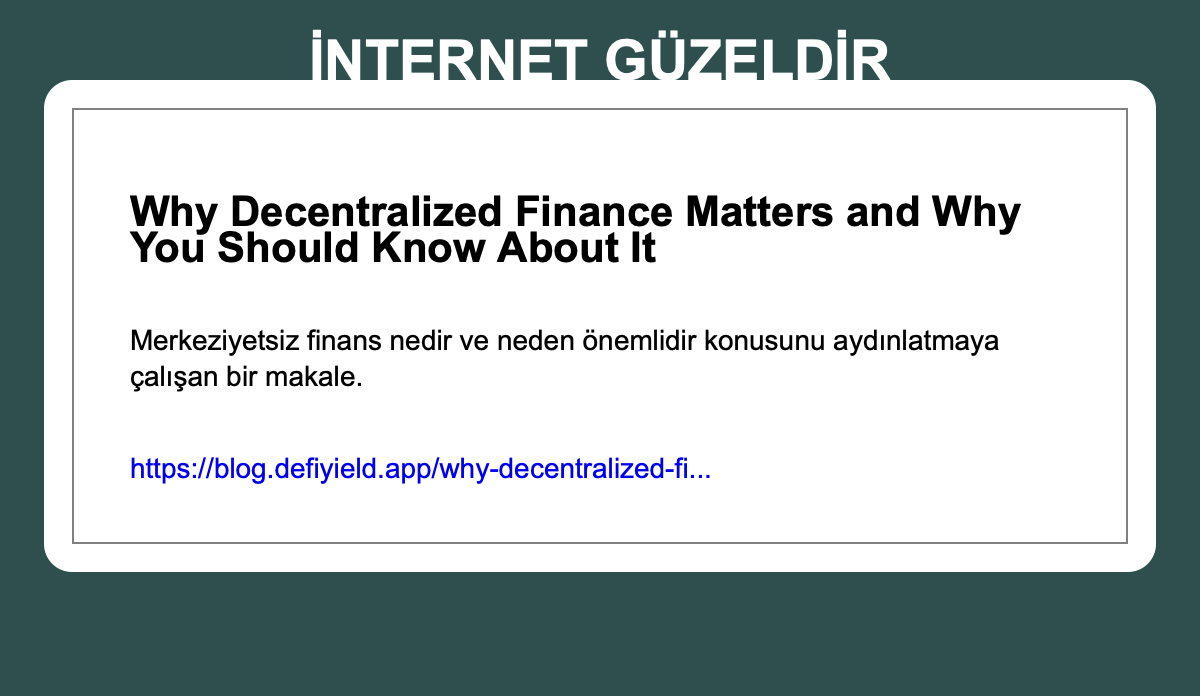 İNTERNET GÜZELDİR
Why Decentralized Finance Matters and Why
You Should Know About It
Merkeziyetsiz finans nedir ve neden önemlidir konusunu aydınlatmaya
çalışan bir makale.
https://blog.defiyield.app/why-decentralized-fi...